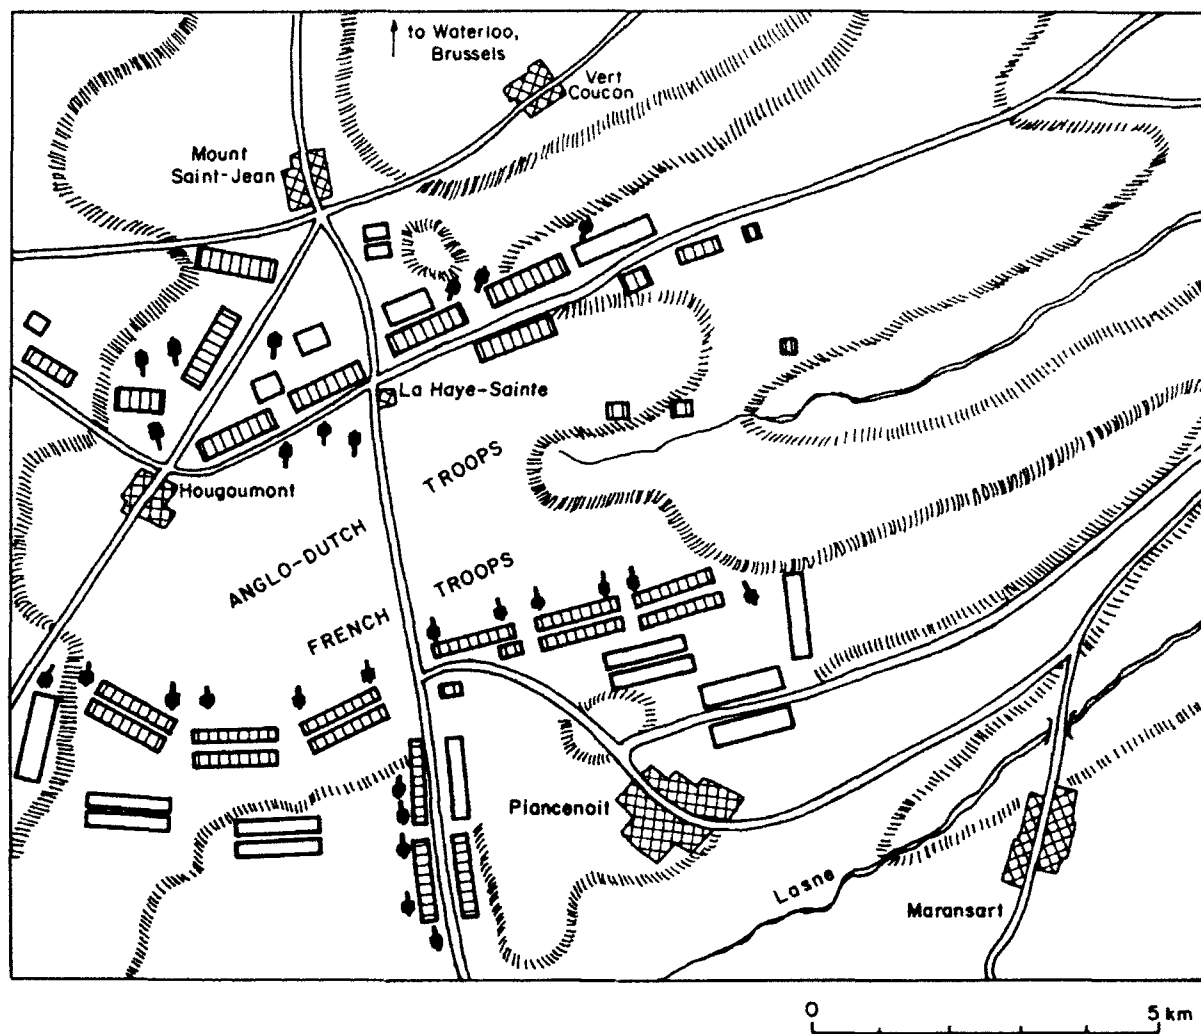 to Waterloo,
Brussels
Vert
Coucon
Mount
Saint-Jean
La Haye-Sainte
Hougoumont
ANGLO-DUTCH TROOPS
FRENCH TROOPS
Plancenoit
Lasne
Maransart
0 5 km